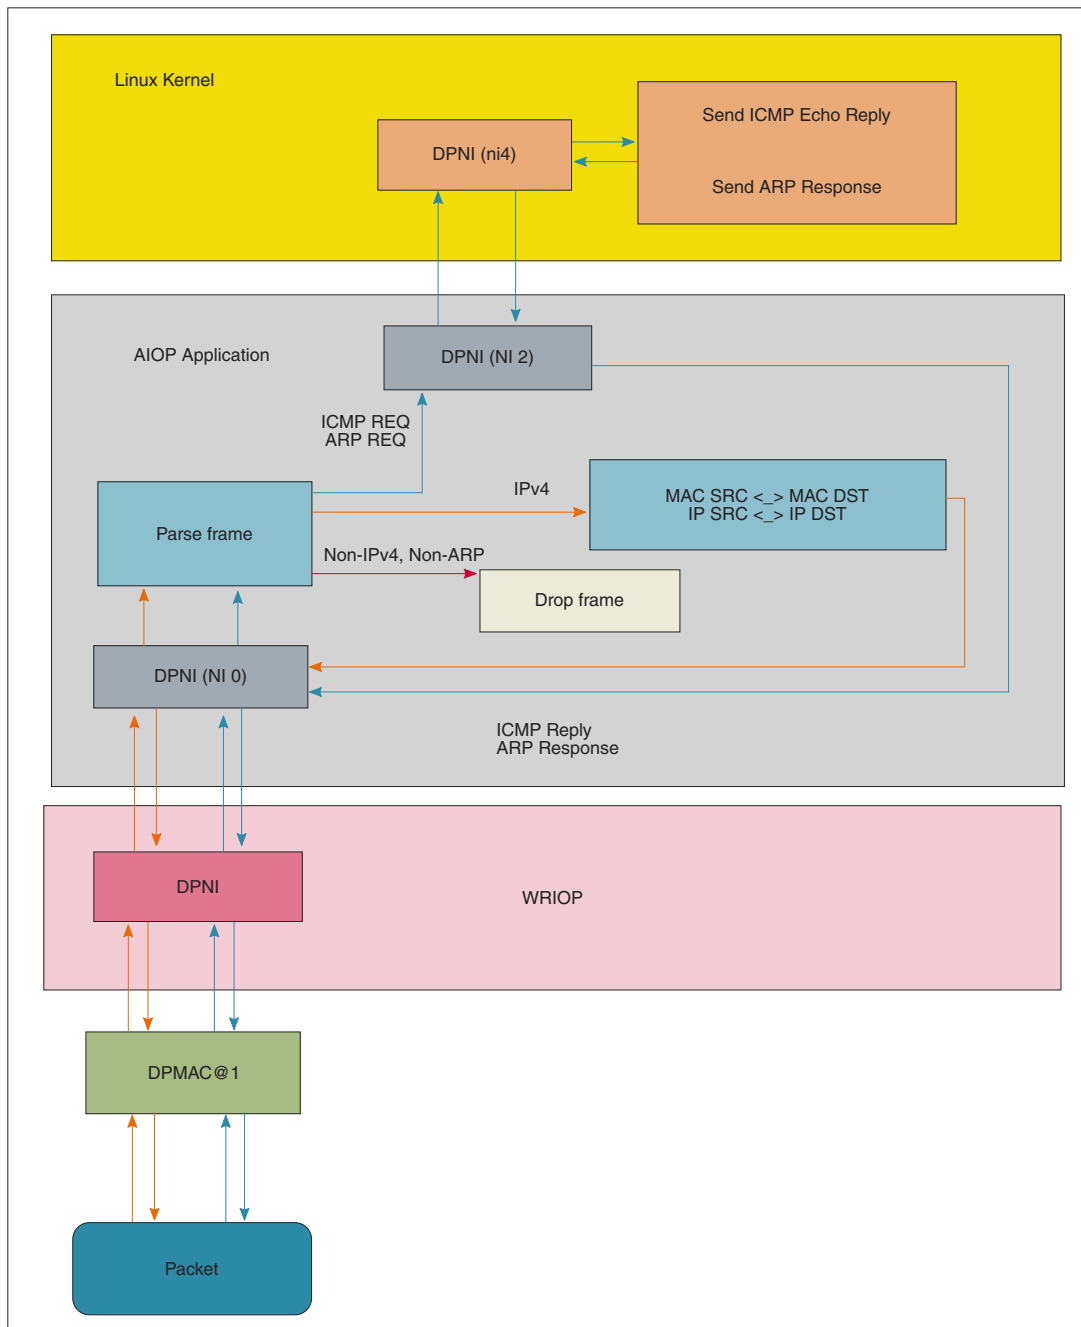 Linux Kernel
Send ICMP Echo Reply
DPNI (ni4)
Send ARP Response
AIOP Application
DPNI (NI 2)
ICMP REQ
ARP REQ
IPv4
MAC SRC <_> MAC DST
IP SRC <_> IP DST
Parse frame
Non-IPv4, Non-ARP
Drop frame
DPNI (NI 0)
ICMP Reply
ARP Response
DPNI
WRIOP
DPMAC@1
Packet